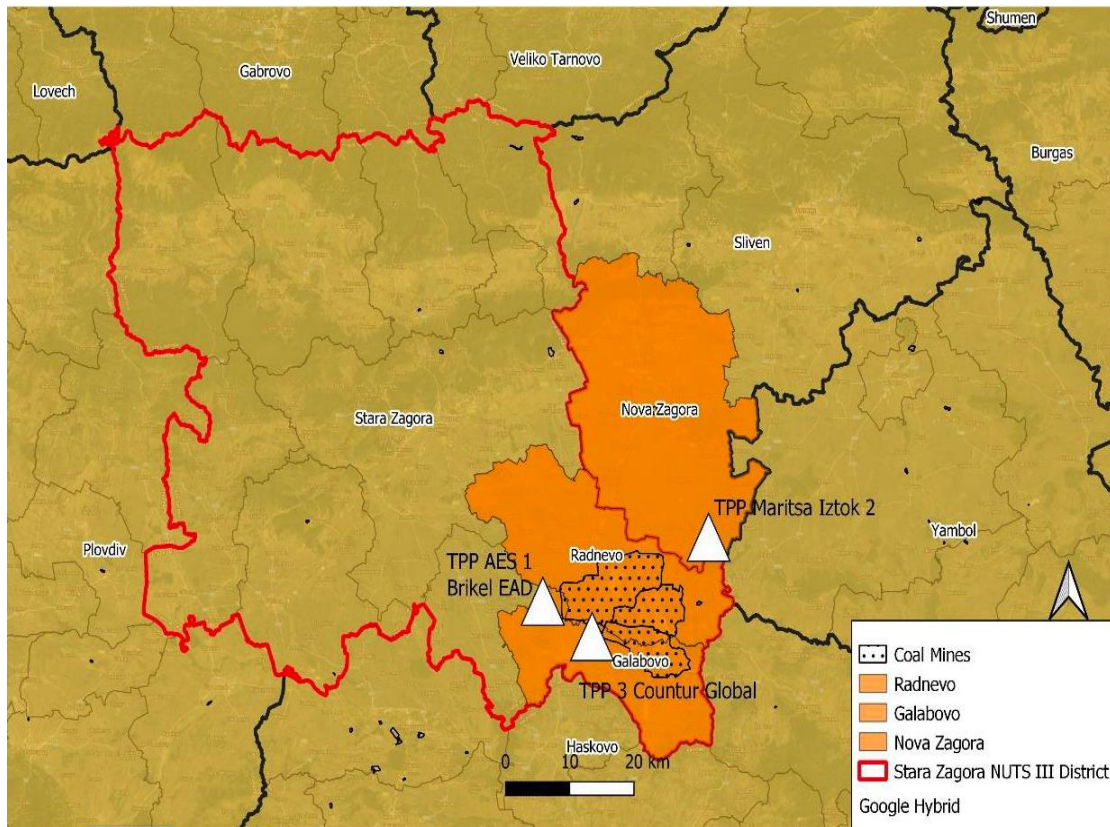 Shumen
Veliko Tarnovo
Gabrovo
Lovech
Burgas
Sliven
Nova Zagora
Stara Zagora
TPP Maritsa Iztok 2
Yambol
Plovdiv
Radnevo
TPP AES 1
Brikel EAD
Galabovo
TPP 3 Countur Global
Haskovo
0 10 20 km
Coal Mines
Radnevo
Galabovo
Nova Zagora
Stara Zagora NUTS III District
Google Hybrid